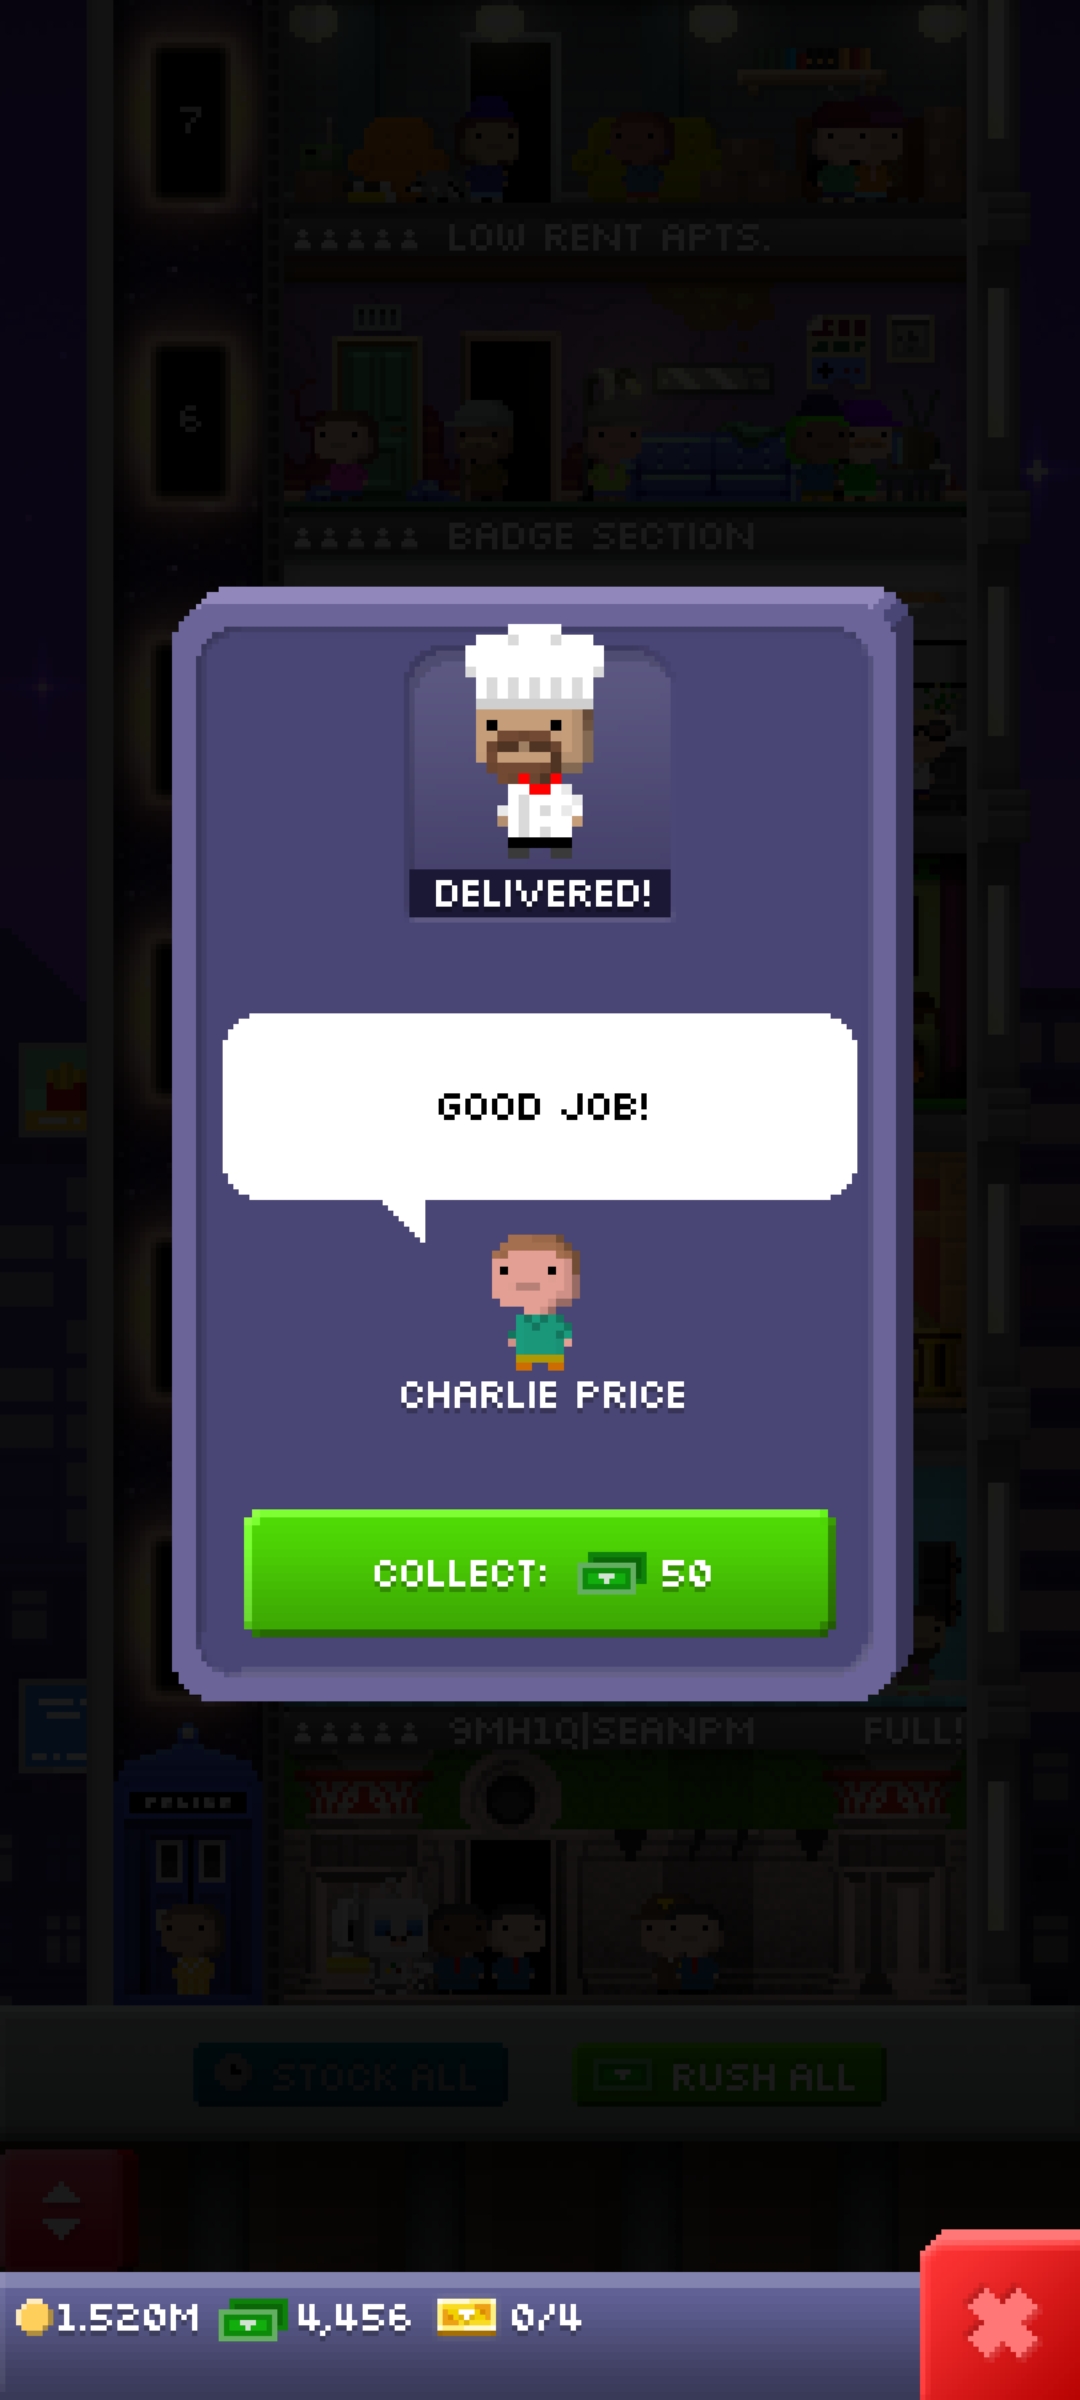 7
LOW RENT APTS.
6
BADGE SECTION
DELIVERED!
GOOD JOB!
CHARLIE PRICE
COLLECT: 50
9MH1Q|SEANPM FULL!
POLICE
STOCK ALL RUSH ALL
1.520M 4,456 0/4